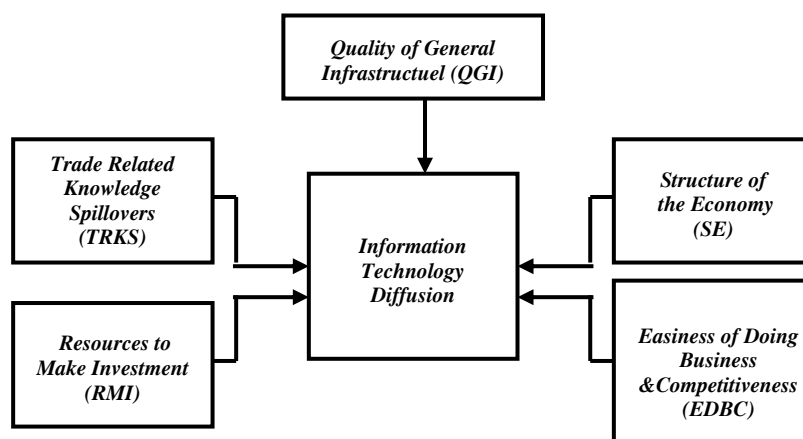 Quality of General
Infrastructuel (QGI)
Trade Related
Knowledge
Spillovers
(TRKS)
Structure of
the Economy
(SE)
Information
Technology
Diffusion
Resources to
Make Investment
(RMI)
Easiness of Doing
Business
&Competitiveness
(EDBC)